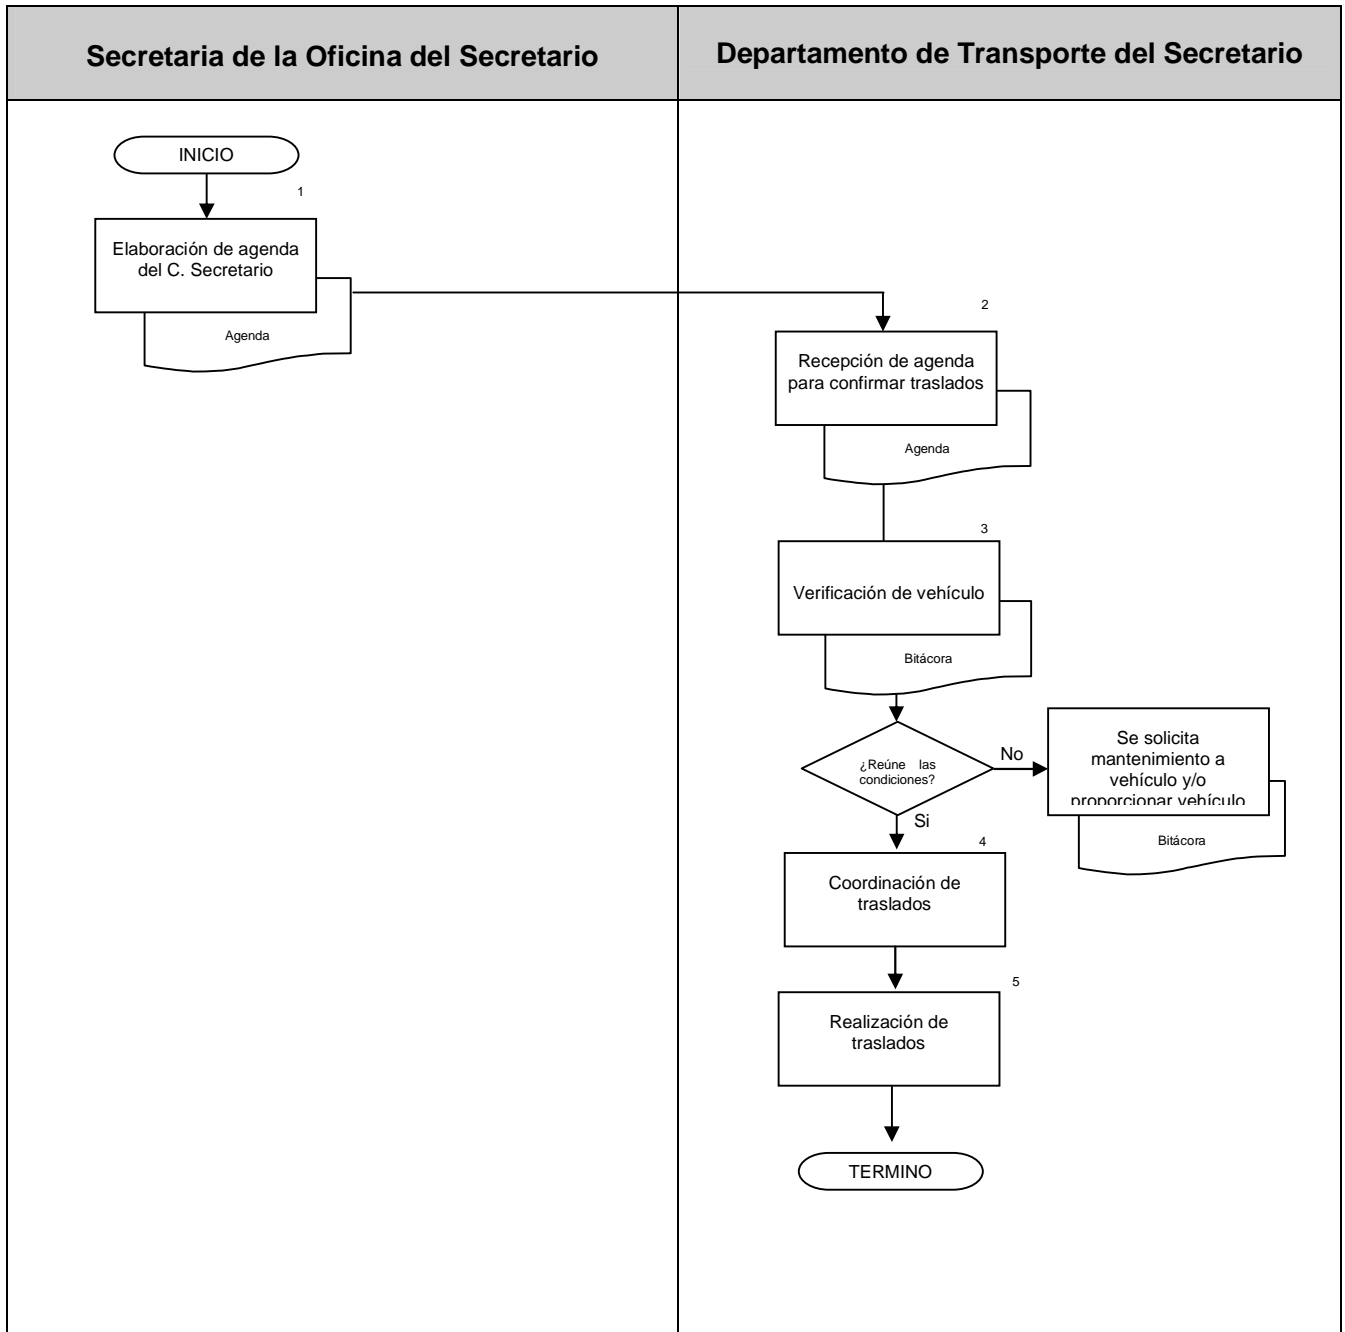 Secretaria de la Oficina del Secretario
Departamento de Transporte del Secretario
INICIO
1
Elaboración de agenda
del C. Secretario
Agenda
2
Recepción de agenda
para confirmar traslados
Agenda
3
Verificación de vehículo
Bitácora
¿Reúne las
condiciones?
No
Se solicita
mantenimiento a
vehículo y/o
proporcionar vehículo
Bitácora
Si
4
Coordinación de
traslados
5
Realización de
traslados
TERMINO